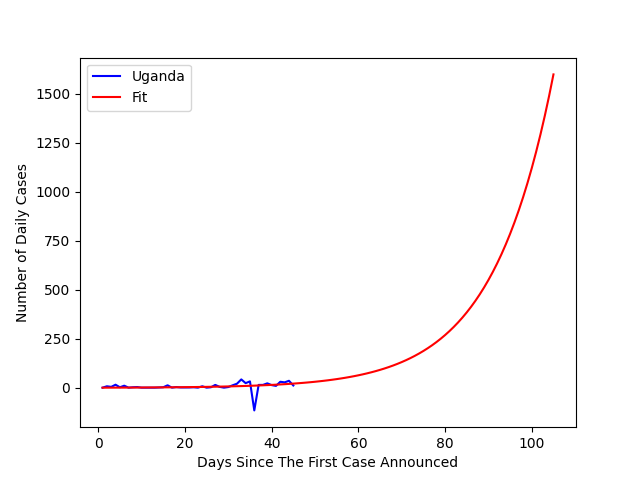 Uganda
Fit
1500
1250
1000
750
500
250
0
Number of Daily Cases
0 20 40 60 80 100
Days Since The First Case Announced